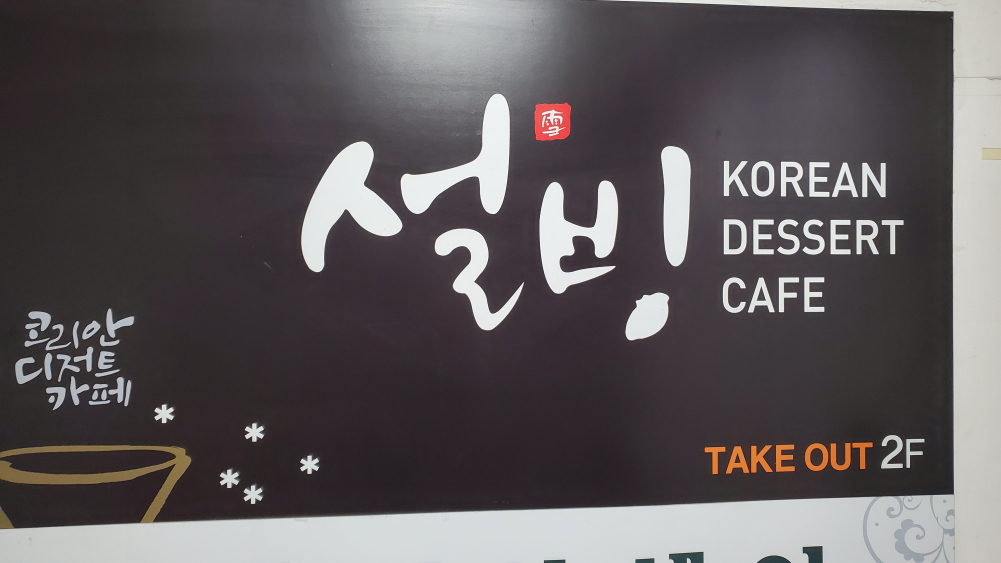 설빙
雪
KOREAN
DESSERT
CAFE
코리안
디저트
카페
TAKE OUT 2F